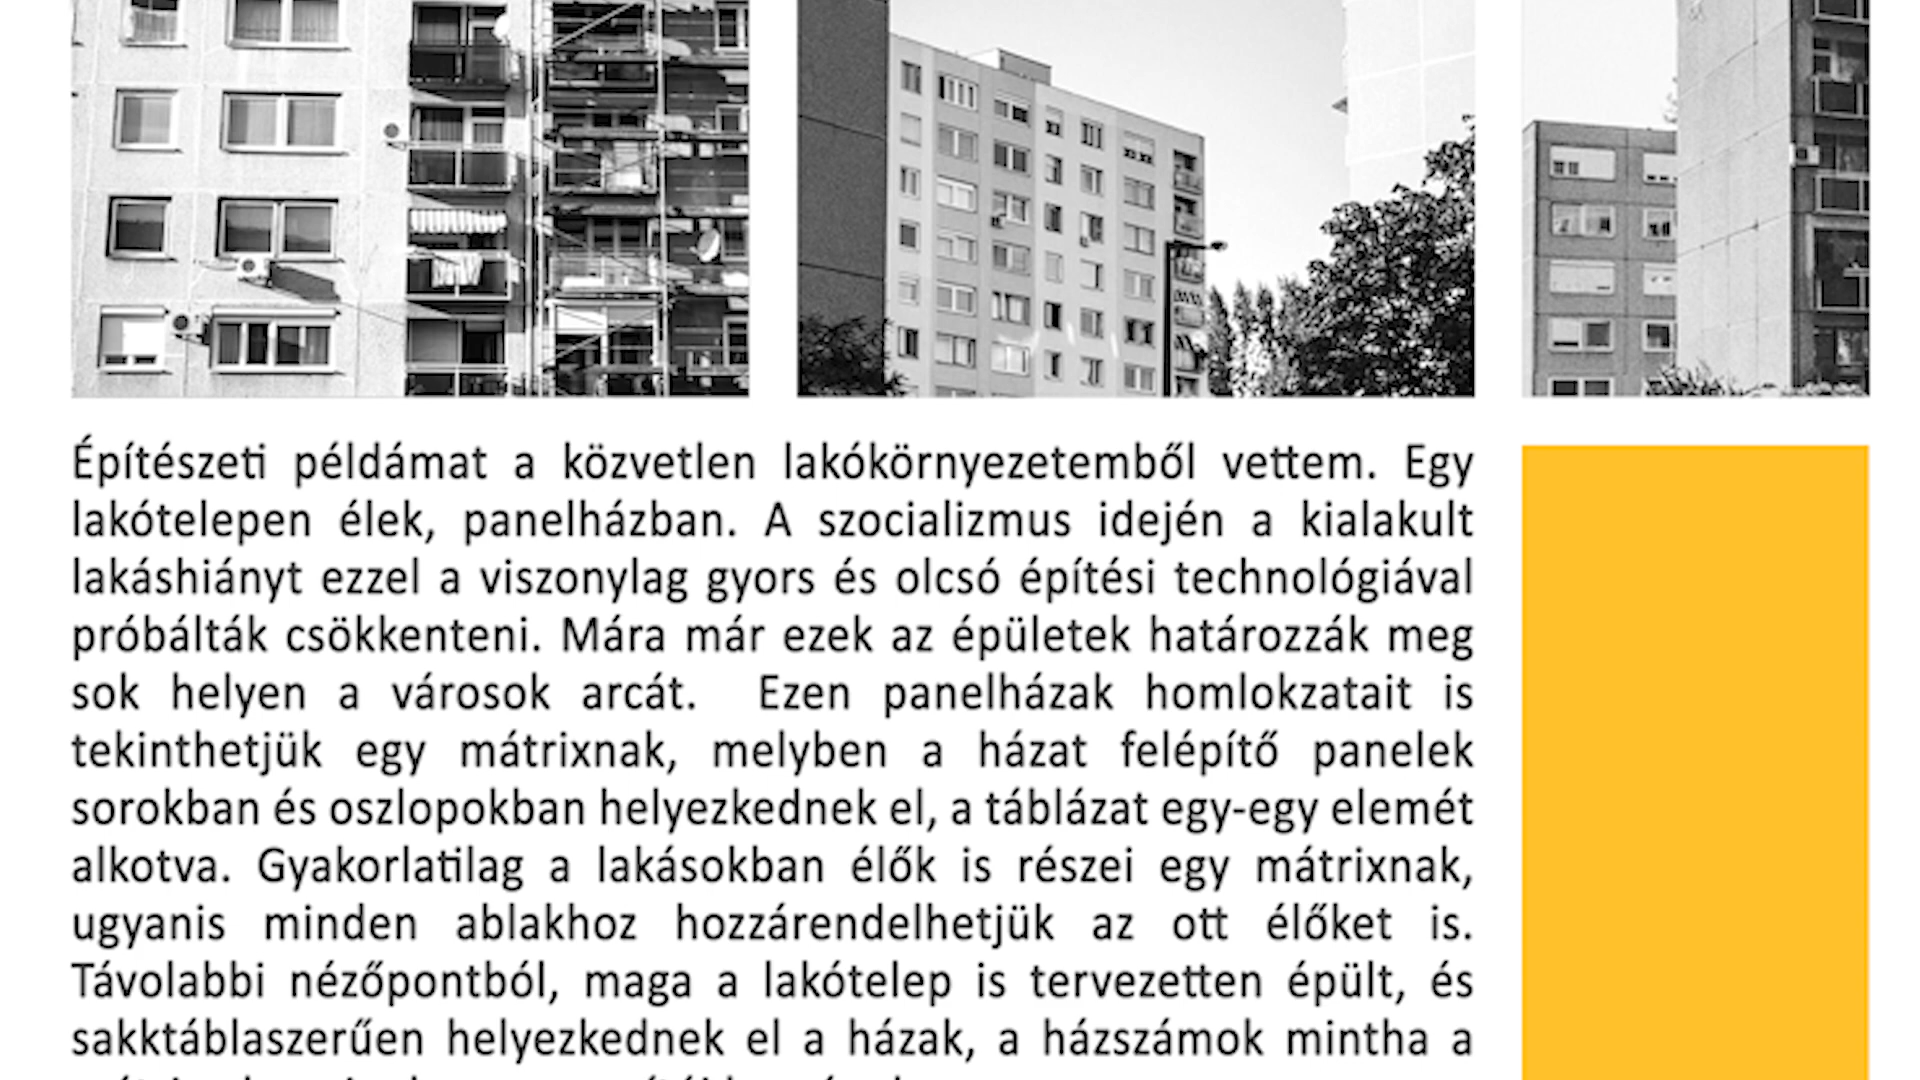 Építészeti példámat a közvetlen lakókörnyezetemből vettem. Egy
lakótelepen élek, panelházban. A szocializmus idején a kialakult
lakáshiányt ezzel a viszonylag gyors és olcsó építési technológiával
próbálták csökkenteni. Mára már ezek az épületek határozzák meg
sok helyen a városok arcát. Ezen panelházak homlokzatait is
tekinthetjük egy mátrixnak, melyben a házat felépítő panelek
sorokban és oszlopokban helyezkednek el, a táblázat egy-egy elemét
alkotva. Gyakorlatilag a lakásokban élők is részei egy mátrixnak,
ugyanis minden ablakhoz hozzárendelhetjük az ott élőket is.
Távolabbi nézőpontból, maga a lakótelep is tervezetten épült, és
sakktáblaszerűen helyezkednek el a házak, a házszámok mintha a